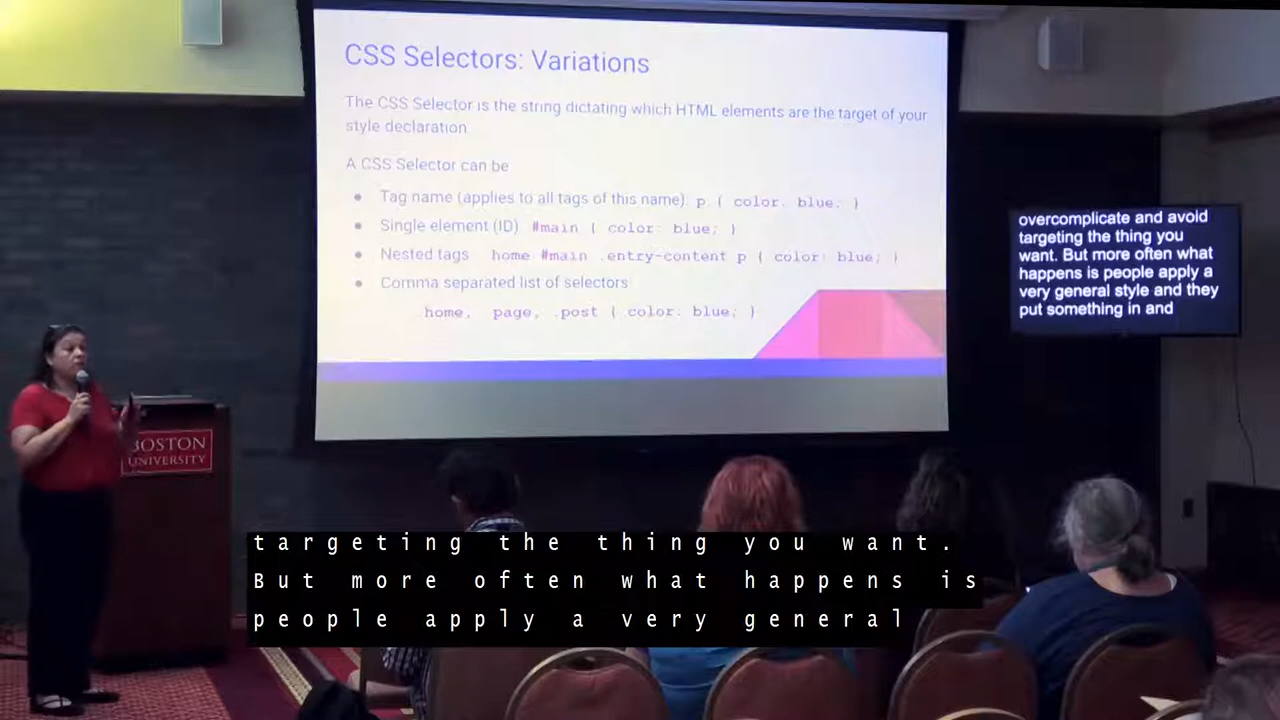 CSS Selectors: Variations
The CSS Selector is the string dictating which HTML elements are the target of your
style declaration
A CSS Selector can be
● Tag name (applies to all tags of this name): p { color: blue; }
● Single element (ID) #main { color: blue; }
● Nested tags .home #main .entry-content p { color: blue; }
● Comma separated list of selectors
.home, .page, .post { color: blue; }
overcomplicate and avoid
targeting the thing you
want. But more often what
happens is people apply a
very general style and they
put something in and
BOSTON
UNIVERSITY
targeting the thing you want.
But more often what happens is
people apply a very general